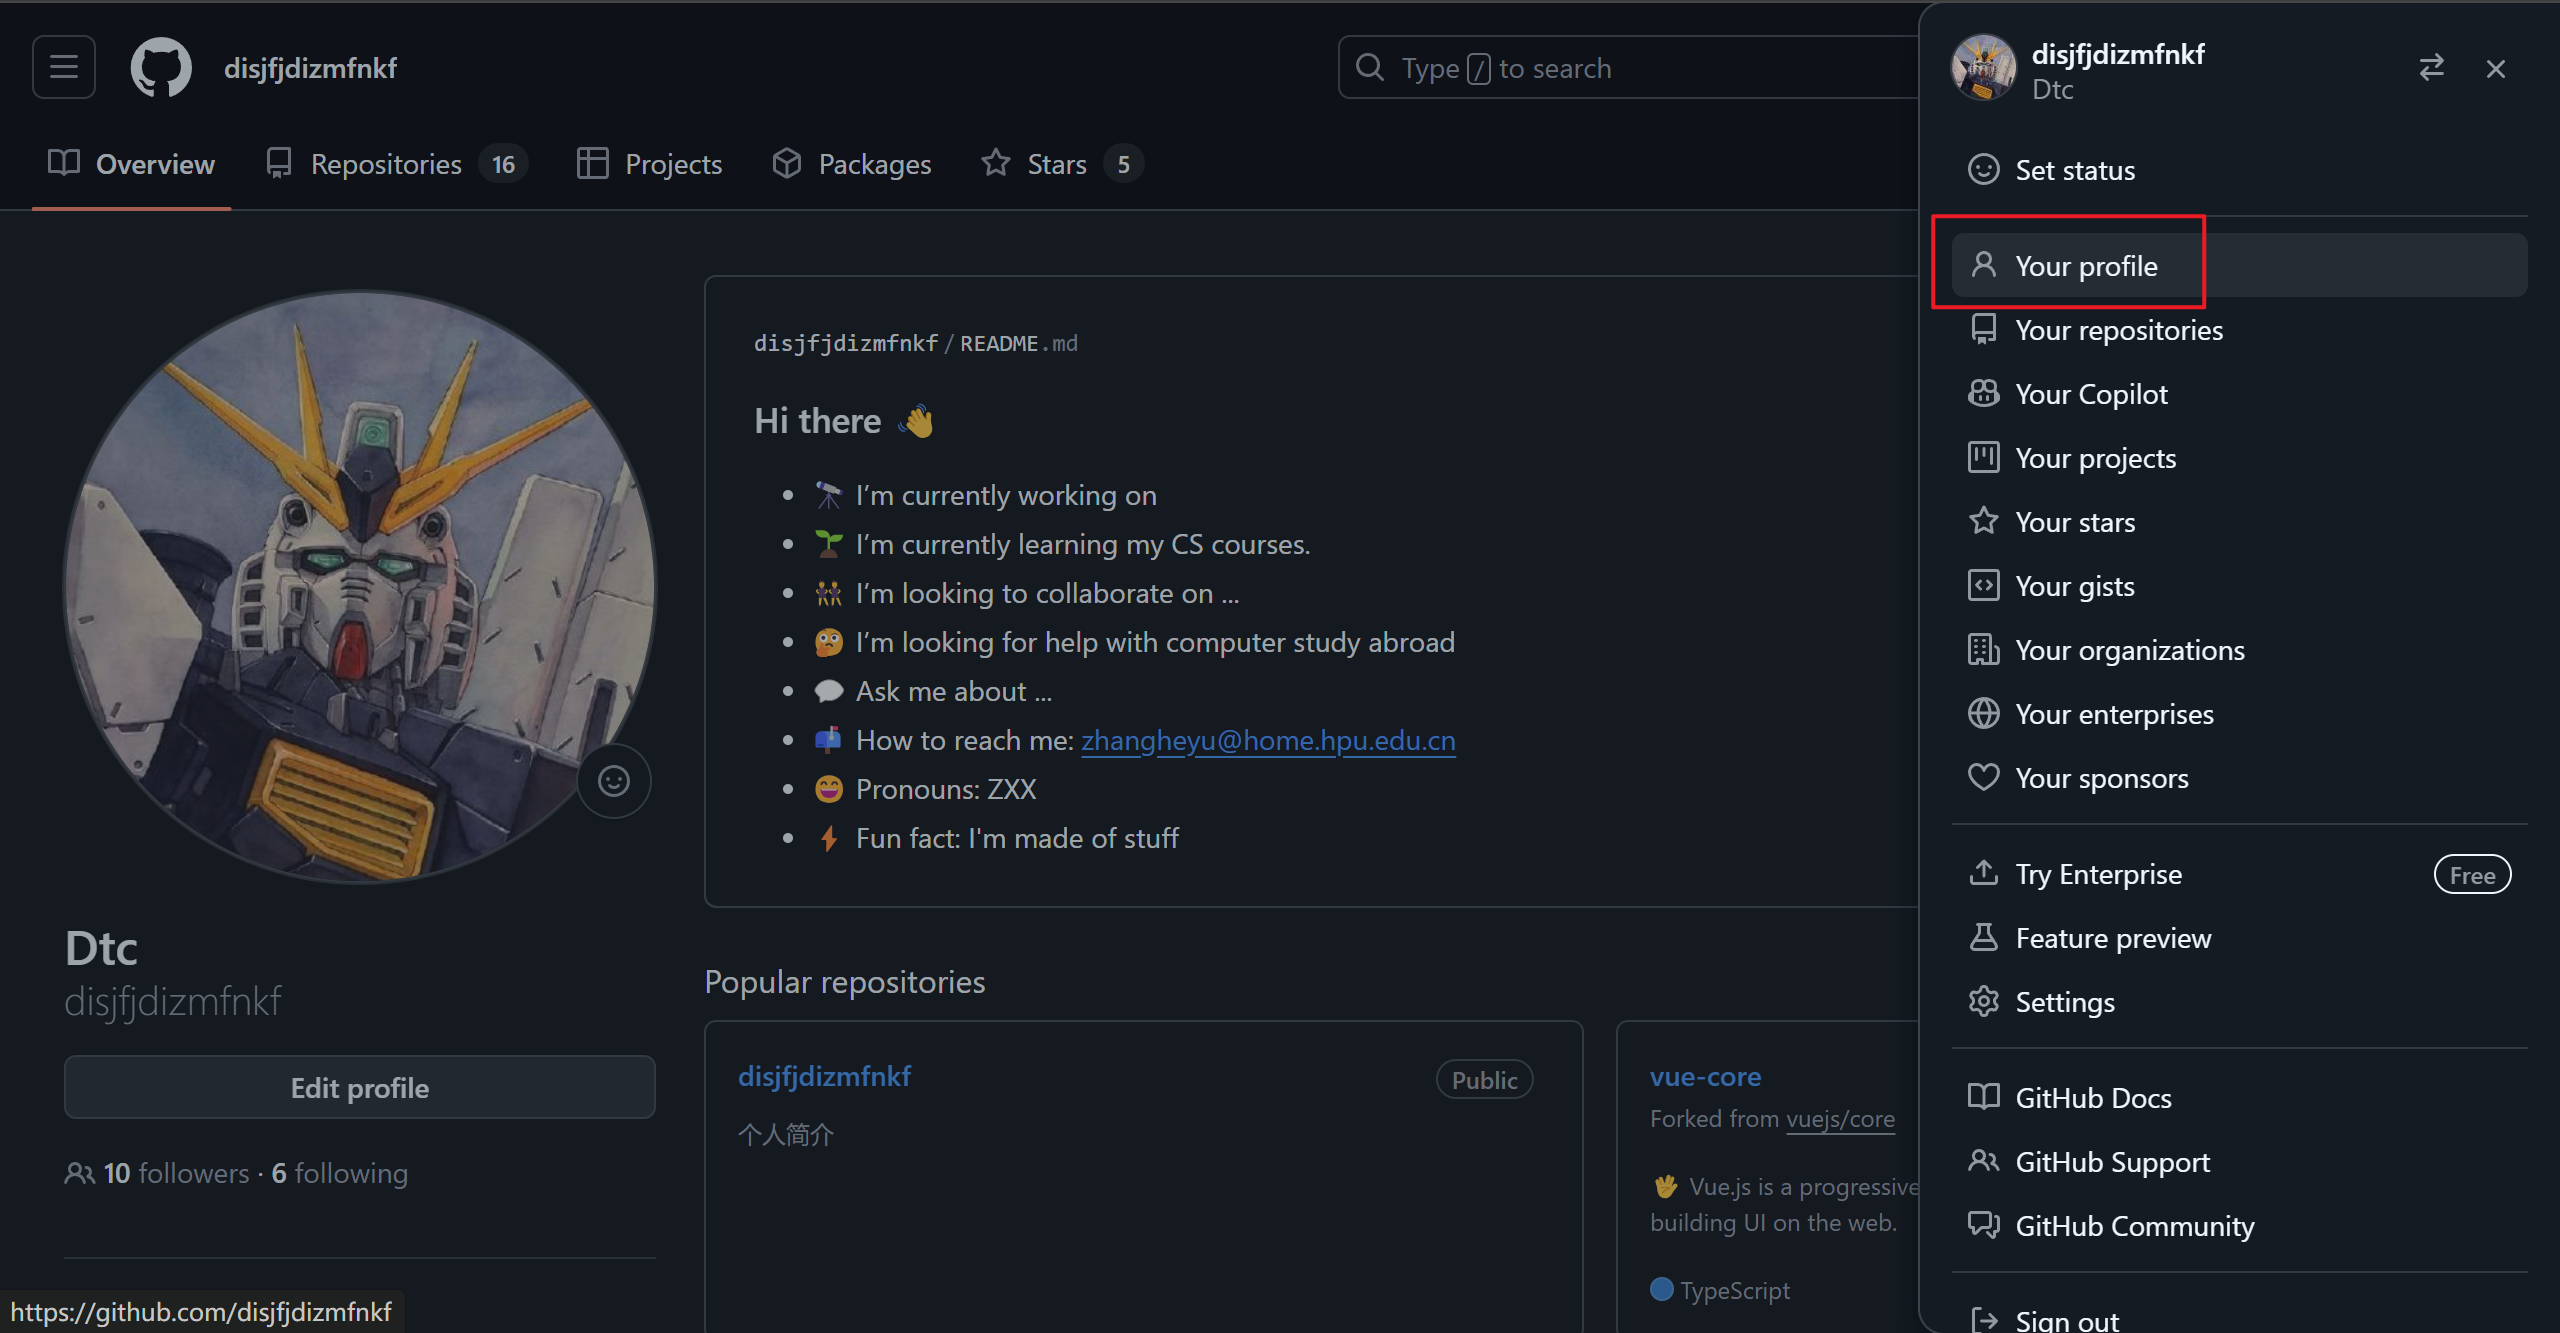 disjfjdizmfnkf
Type / to search
Overview
Repositories 16
Projects
Packages
Stars 5
disjfjdizmfnkf/README.md
Hi there 👋
🔭 I’m currently working on
🌱 I’m currently learning my CS courses.
👯 I’m looking to collaborate on ...
🤔 I’m looking for help with computer study abroad
💬 Ask me about ...
📫 How to reach me: zhangheyu@home.hpu.edu.cn
😄 Pronouns: ZXX
⚡ Fun fact: I'm made of stuff
Dtc
disjfjdizmfnkf
Edit profile
10 followers · 6 following
Popular repositories
disjfjdizmfnkf
Public
个人简介
vue-core
Forked from vuejs/core
🖖 Vue.js is a progressive
building UI on the web.
TypeScript
https://github.com/disjfjdizmfnkf
disjfjdizmfnkf
Dtc
Set status
Your profile
Your repositories
Your Copilot
Your projects
Your stars
Your gists
Your organizations
Your enterprises
Your sponsors
Try Enterprise
Free
Feature preview
Settings
GitHub Docs
GitHub Support
GitHub Community
Sign out